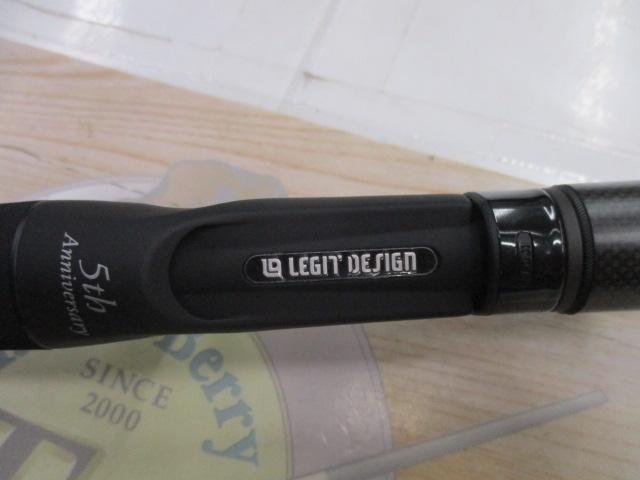 5th
Anniversary
LEGIT DESIGN
Berry
SINCE
2000